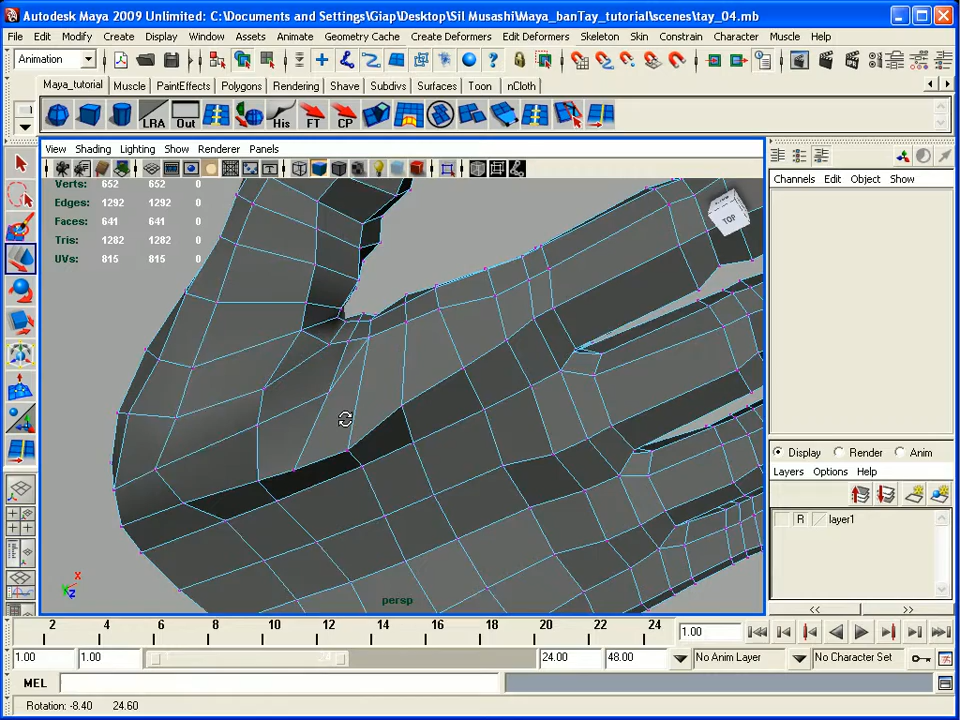 Autodesk Maya 2009 Unlimited: C:\Documents and Settings\Giap\Desktop\Sil Musashi\Maya_banTay_tutorial\scenes\tay_04.mb
File Edit Modify Create Display Window Assets Animate Geometry Cache Create Deformers Edit Deformers Skeleton Skin Constrain Character Muscle Help
Animation
Maya_tutorial Muscle PaintEffects Polygons Rendering Shave Subdivs Surfaces Toon nCloth
LRA Out His FT CP
View Shading Lighting Show Renderer Panels
Channels Edit Object Show
Verts: 652 652 0
Edges: 1292 1292 0
Faces: 641 641 0
Tris: 1282 1282 0
UVs: 815 815 0
TOP
Display Render Anim
Layers Options Help
R layer1
x
z
persp
2 4 6 8 10 12 14 16 18 20 22 24 1.00
1.00 1.00 24.00 48.00 No Anim Layer No Character Set
MEL
Rotation: -8.40 24.60